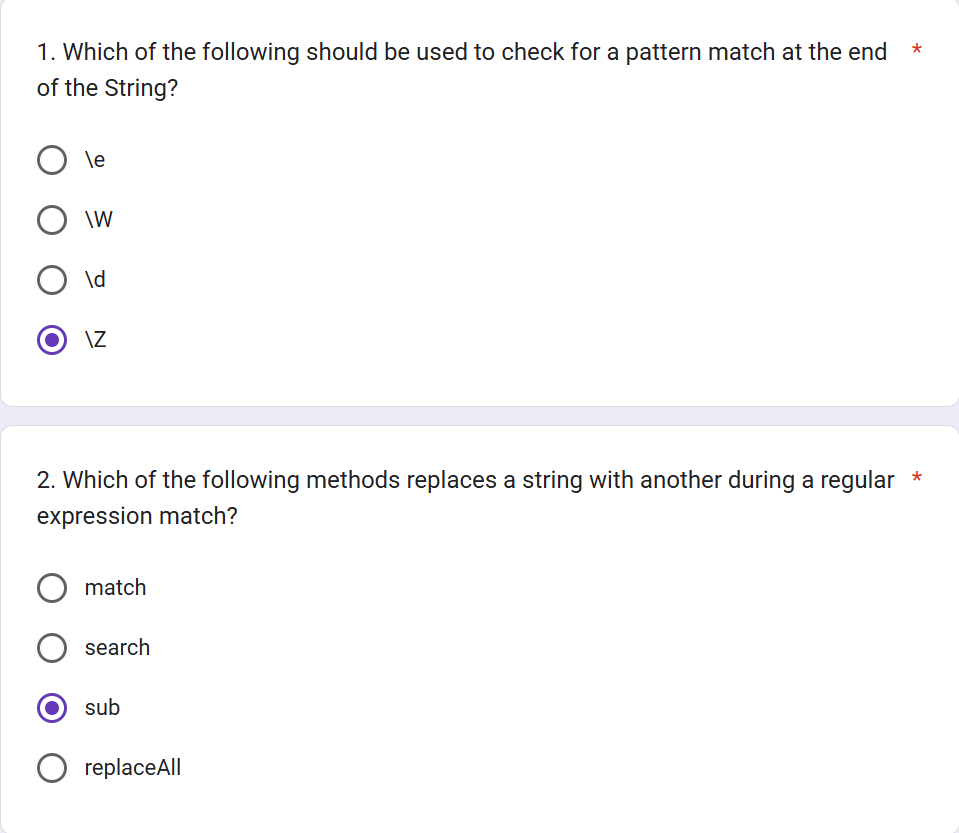 1. Which of the following should be used to check for a pattern match at the end *
of the String?
\e
\W
\d
\Z
2. Which of the following methods replaces a string with another during a regular *
expression match?
match
search
sub
replaceAll